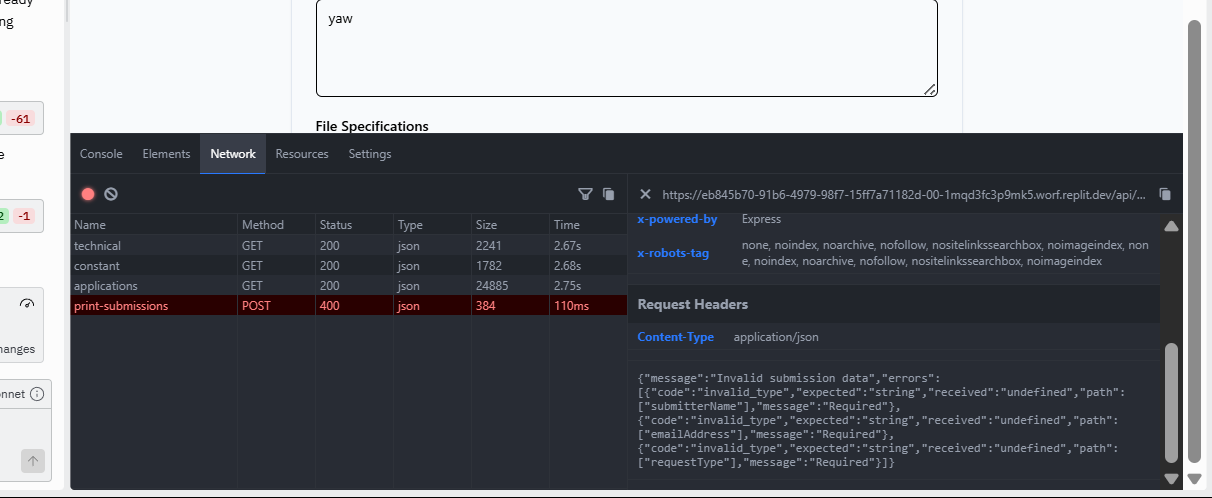 ng
-61
e
2 -1
nanges
nnet
yaw
File Specifications
Console Elements Network Resources Settings
https://eb845b70-91b6-4979-98f7-15ff7a71182d-00-1mqd3fc3p9mk5.worf.replit.dev/api/...
Name Method Status Type Size Time
technical GET 200 json 2241 2.67s
constant GET 200 json 1782 2.68s
applications GET 200 json 24885 2.75s
print-submissions POST 400 json 384 110ms
x-powered-by Express
x-robots-tag none, noindex, noarchive, nofollow, nositelinkssearchbox, noimageindex, non
e, noindex, noarchive, nofollow, nositelinkssearchbox, noimageindex
Request Headers
Content-Type application/json
{"message":"Invalid submission data","errors":
[{"code":"invalid_type","expected":"string","received":"undefined","path":
["submitterName"],"message":"Required"},
{"code":"invalid_type","expected":"string","received":"undefined","path":
["emailAddress"],"message":"Required"},
{"code":"invalid_type","expected":"string","received":"undefined","path":
["requestType"],"message":"Required"}]}